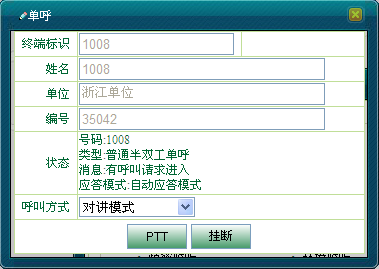 单呼
终端标识 1008
姓名 1008
单位 浙江单位
编号 35042
状态
号码:1008
类型:普通半双工单呼
消息:有呼叫请求进入
应答模式:自动应答模式
呼叫方式 对讲模式
PTT 挂断